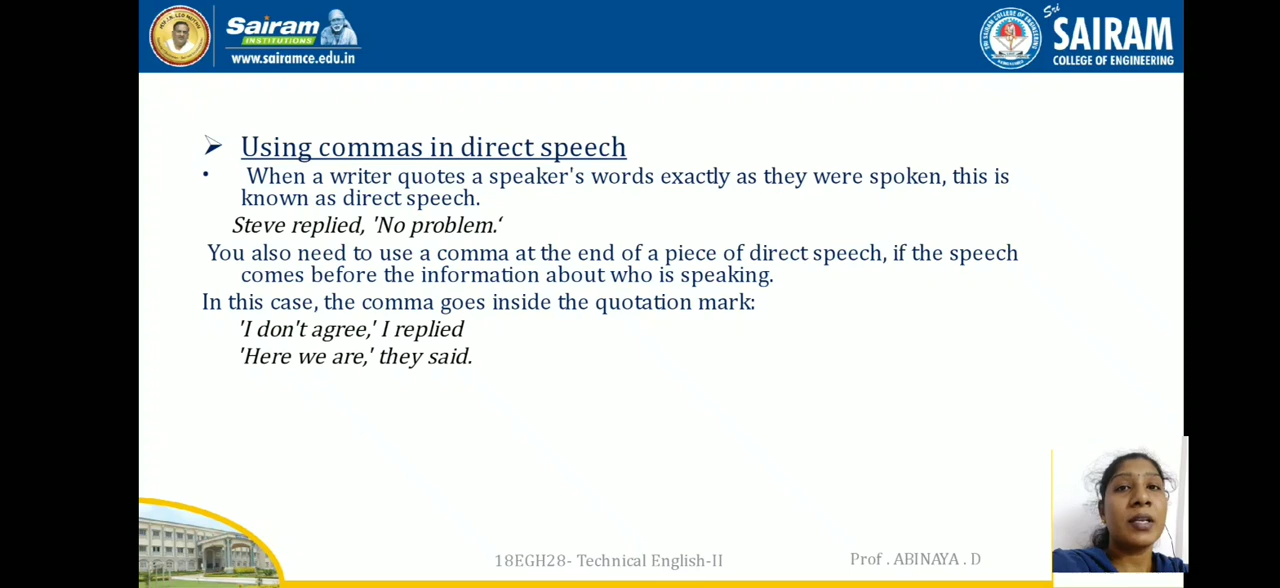 Sairam
INSTITUTIONS
www.sairamce.edu.in
Sri
SAIRAM
COLLEGE OF ENGINEERING
Using commas in direct speech
When a writer quotes a speaker's words exactly as they were spoken, this is
known as direct speech.
Steve replied, 'No problem.‘
You also need to use a comma at the end of a piece of direct speech, if the speech
comes before the information about who is speaking.
In this case, the comma goes inside the quotation mark:
'I don't agree,' I replied
'Here we are,' they said.
18EGH28- Technical English-II
Prof . ABINAYA . D